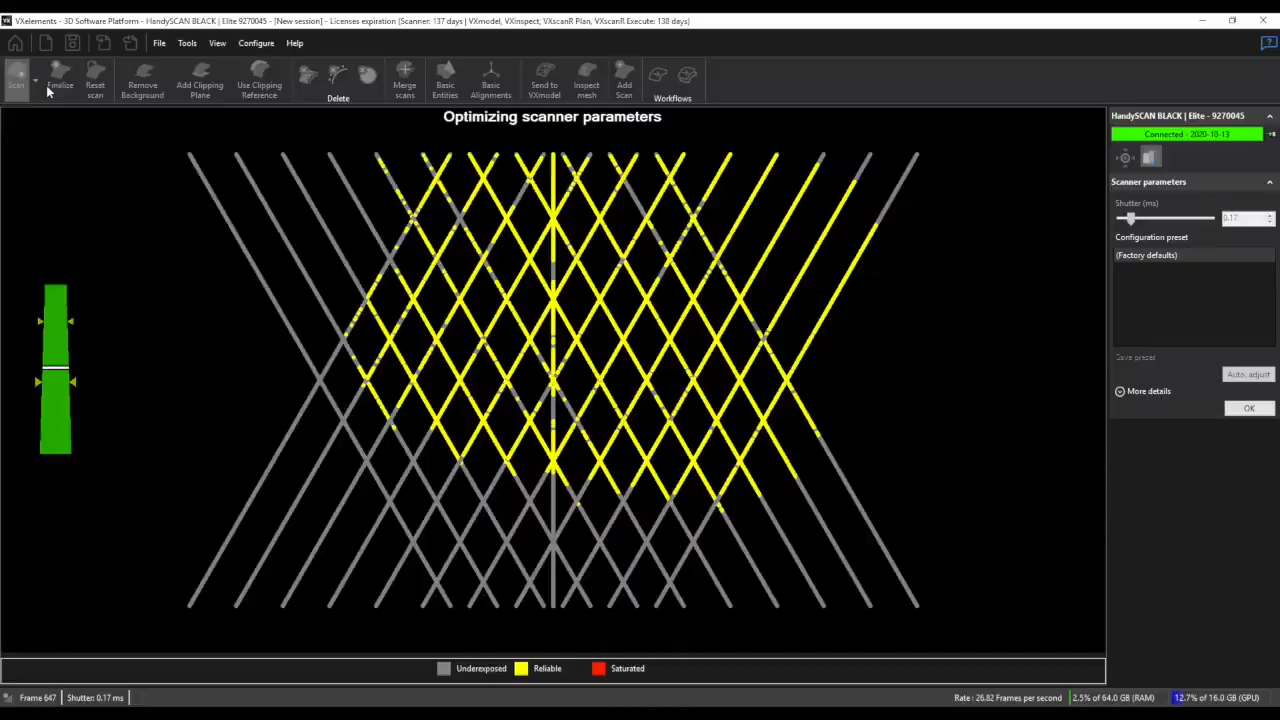 VXelements - 3D Software Platform - HandySCAN BLACK | Elite 9270045 - [New session] - Licenses expiration (Scanner: 137 days | VXmodel, VXinspect; VXscanR Plan, VXscanR Execute: 138 days)
File Tools View Configure Help
Scan Finalize Reset scan Remove Background Add Clipping Plane Use Clipping Reference Delete Merge scans Basic Entities Basic Alignments Send to VXmodel Inspect mesh Add Scan Workflows
Optimizing scanner parameters
HandySCAN BLACK | Elite - 9270045
Connected - 2020-10-13
Scanner parameters
Shutter (ms)
0.17
Configuration preset
(Factory defaults)
Save preset
Auto. adjust
More details
OK
Underexposed Reliable Saturated
Frame 647 Shutter: 0.17 ms Rate : 26.82 Frames per second 2.5% of 64.0 GB (RAM) 12.7% of 16.0 GB (GPU)